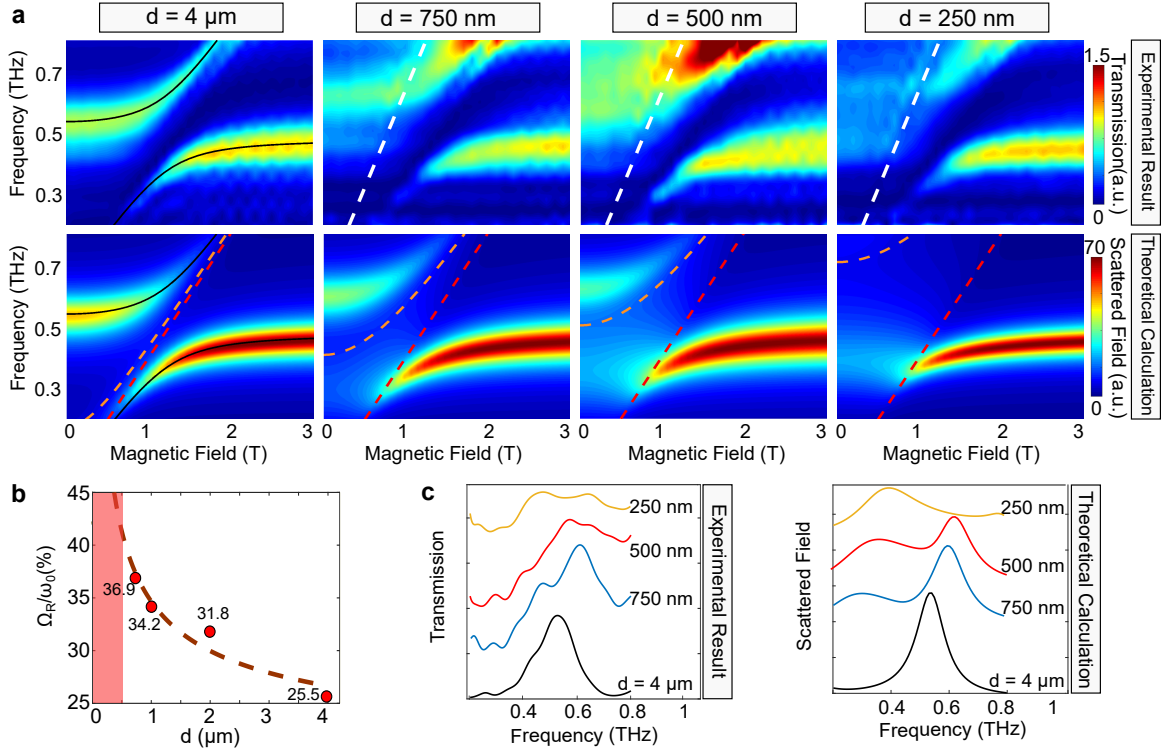 a
d = 4 µm
d = 750 nm
d = 500 nm
d = 250 nm
Frequency (THz)
0.7
0.5
0.3
1.5
0
Transmission(a.u.)
Experimental Result
Frequency (THz)
0.7
0.5
0.3
70
0
Scattered Field (a.u.)
Theoretical Calculation
0 1 2 3
0 1 2 3
0 1 2 3
0 1 2 3
Magnetic Field (T)
Magnetic Field (T)
Magnetic Field (T)
Magnetic Field (T)
b
Ω_R/ω_0(%)
45
40
35
30
25
36.9
34.2
31.8
25.5
0 1 2 3 4
d (µm)
c
Transmission
250 nm
500 nm
750 nm
d = 4 µm
0.4 0.6 0.8 1
Frequency (THz)
Experimental Result
Scattered Field
250 nm
500 nm
750 nm
d = 4 µm
0.4 0.6 0.8 1
Frequency (THz)
Theoretical Calculation